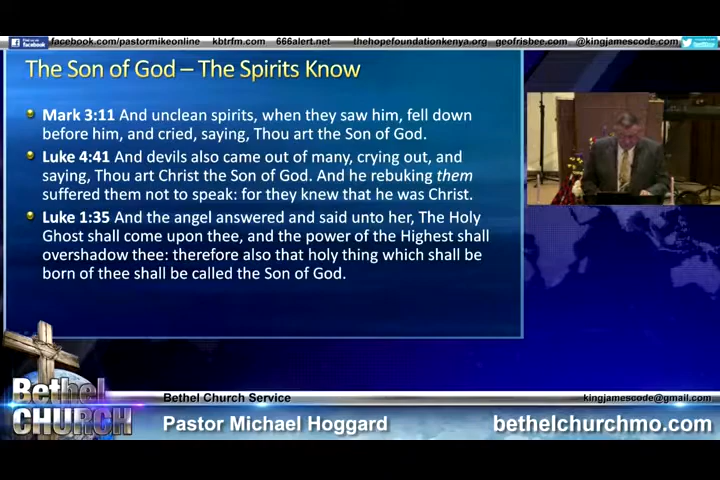 Find us on facebook facebook.com/pastormikeonline kbtrfm.com 666alert.net thehopefoundationkenya.org geofrisbee.com @kingjamescode.com
The Son of God – The Spirits Know
Mark 3:11 And unclean spirits, when they saw him, fell down
before him, and cried, saying, Thou art the Son of God.
Luke 4:41 And devils also came out of many, crying out, and
saying, Thou art Christ the Son of God. And he rebuking them
suffered them not to speak: for they knew that he was Christ.
Luke 1:35 And the angel answered and said unto her, The Holy
Ghost shall come upon thee, and the power of the Highest shall
overshadow thee: therefore also that holy thing which shall be
born of thee shall be called the Son of God.
Bethel
CHURCH
Bethel Church Service
kingjamescode@gmail.com
Pastor Michael Hoggard
bethelchurchmo.com